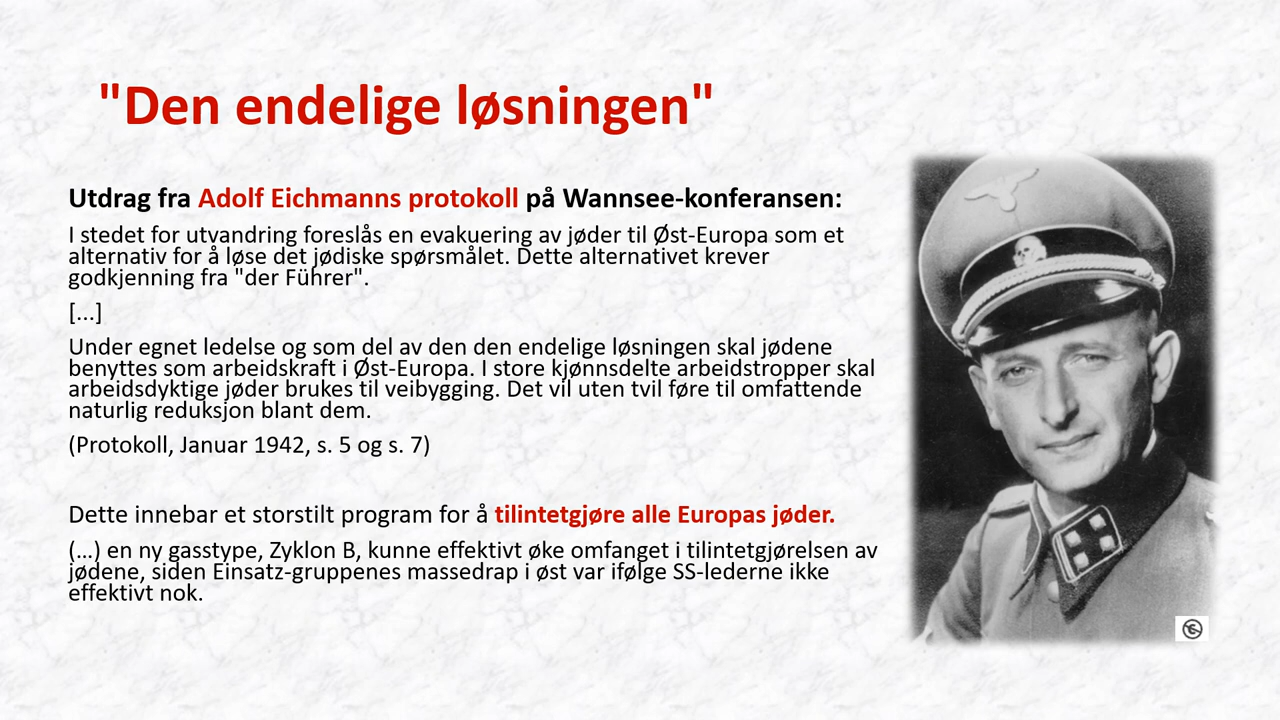 "Den endelige løsningen"
Utdrag fra Adolf Eichmanns protokoll på Wannsee-konferansen:
I stedet for utvandring foreslås en evakuering av jøder til Øst-Europa som et
alternativ for å løse det jødiske spørsmålet. Dette alternativet krever
godkjenning fra "der Führer".
[...]
Under egnet ledelse og som del av den den endelige løsningen skal jødene
benyttes som arbeidskraft i Øst-Europa. I store kjønnsdelte arbeidstropper skal
arbeidsdyktige jøder brukes til veibygging. Det vil uten tvil føre til omfattende
naturlig reduksjon blant dem.
(Protokoll, Januar 1942, s. 5 og s. 7)
Dette innebar et storstilt program for å tilintetgjøre alle Europas jøder.
(...) en ny gasstype, Zyklon B, kunne effektivt øke omfanget i tilintetgjørelsen av
jødene, siden Einsatz-gruppenes massedrap i øst var ifølge SS-lederne ikke
effektivt nok.